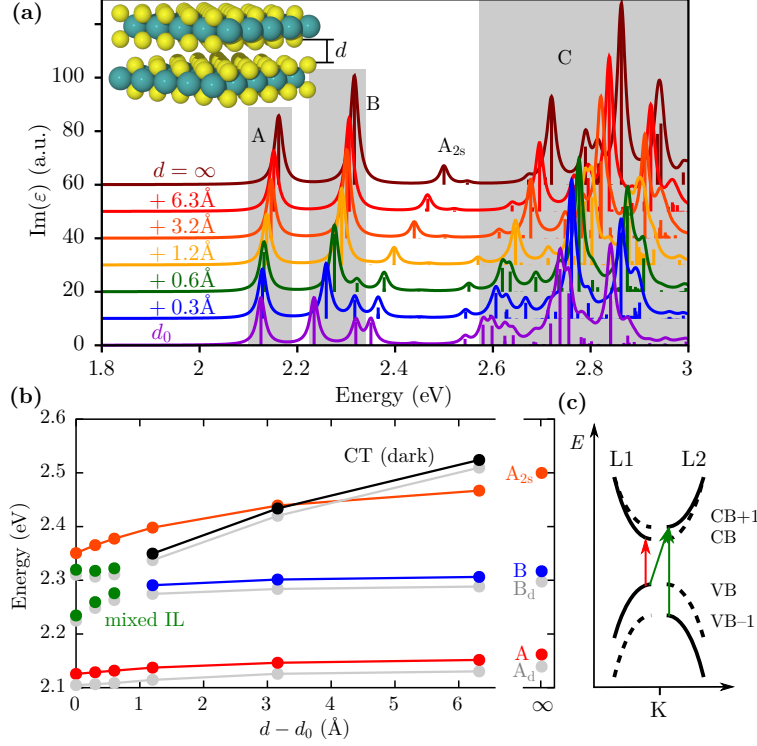 (a)
d
A
B
C
A2s
d = ∞
+ 6.3Å
+ 3.2Å
+ 1.2Å
+ 0.6Å
+ 0.3Å
d0
Im(ε) (a.u.)
100
80
60
40
20
0
1.8 2 2.2 2.4 2.6 2.8 3
Energy (eV)
(b)
Energy (eV)
2.6
2.5
2.4
2.3
2.2
2.1
CT (dark)
A2s
B
Bd
mixed IL
A
Ad
0 1 2 3 4 5 6 ∞
d − d0 (Å)
(c)
E
L1 L2
CB+1
CB
VB
VB−1
K